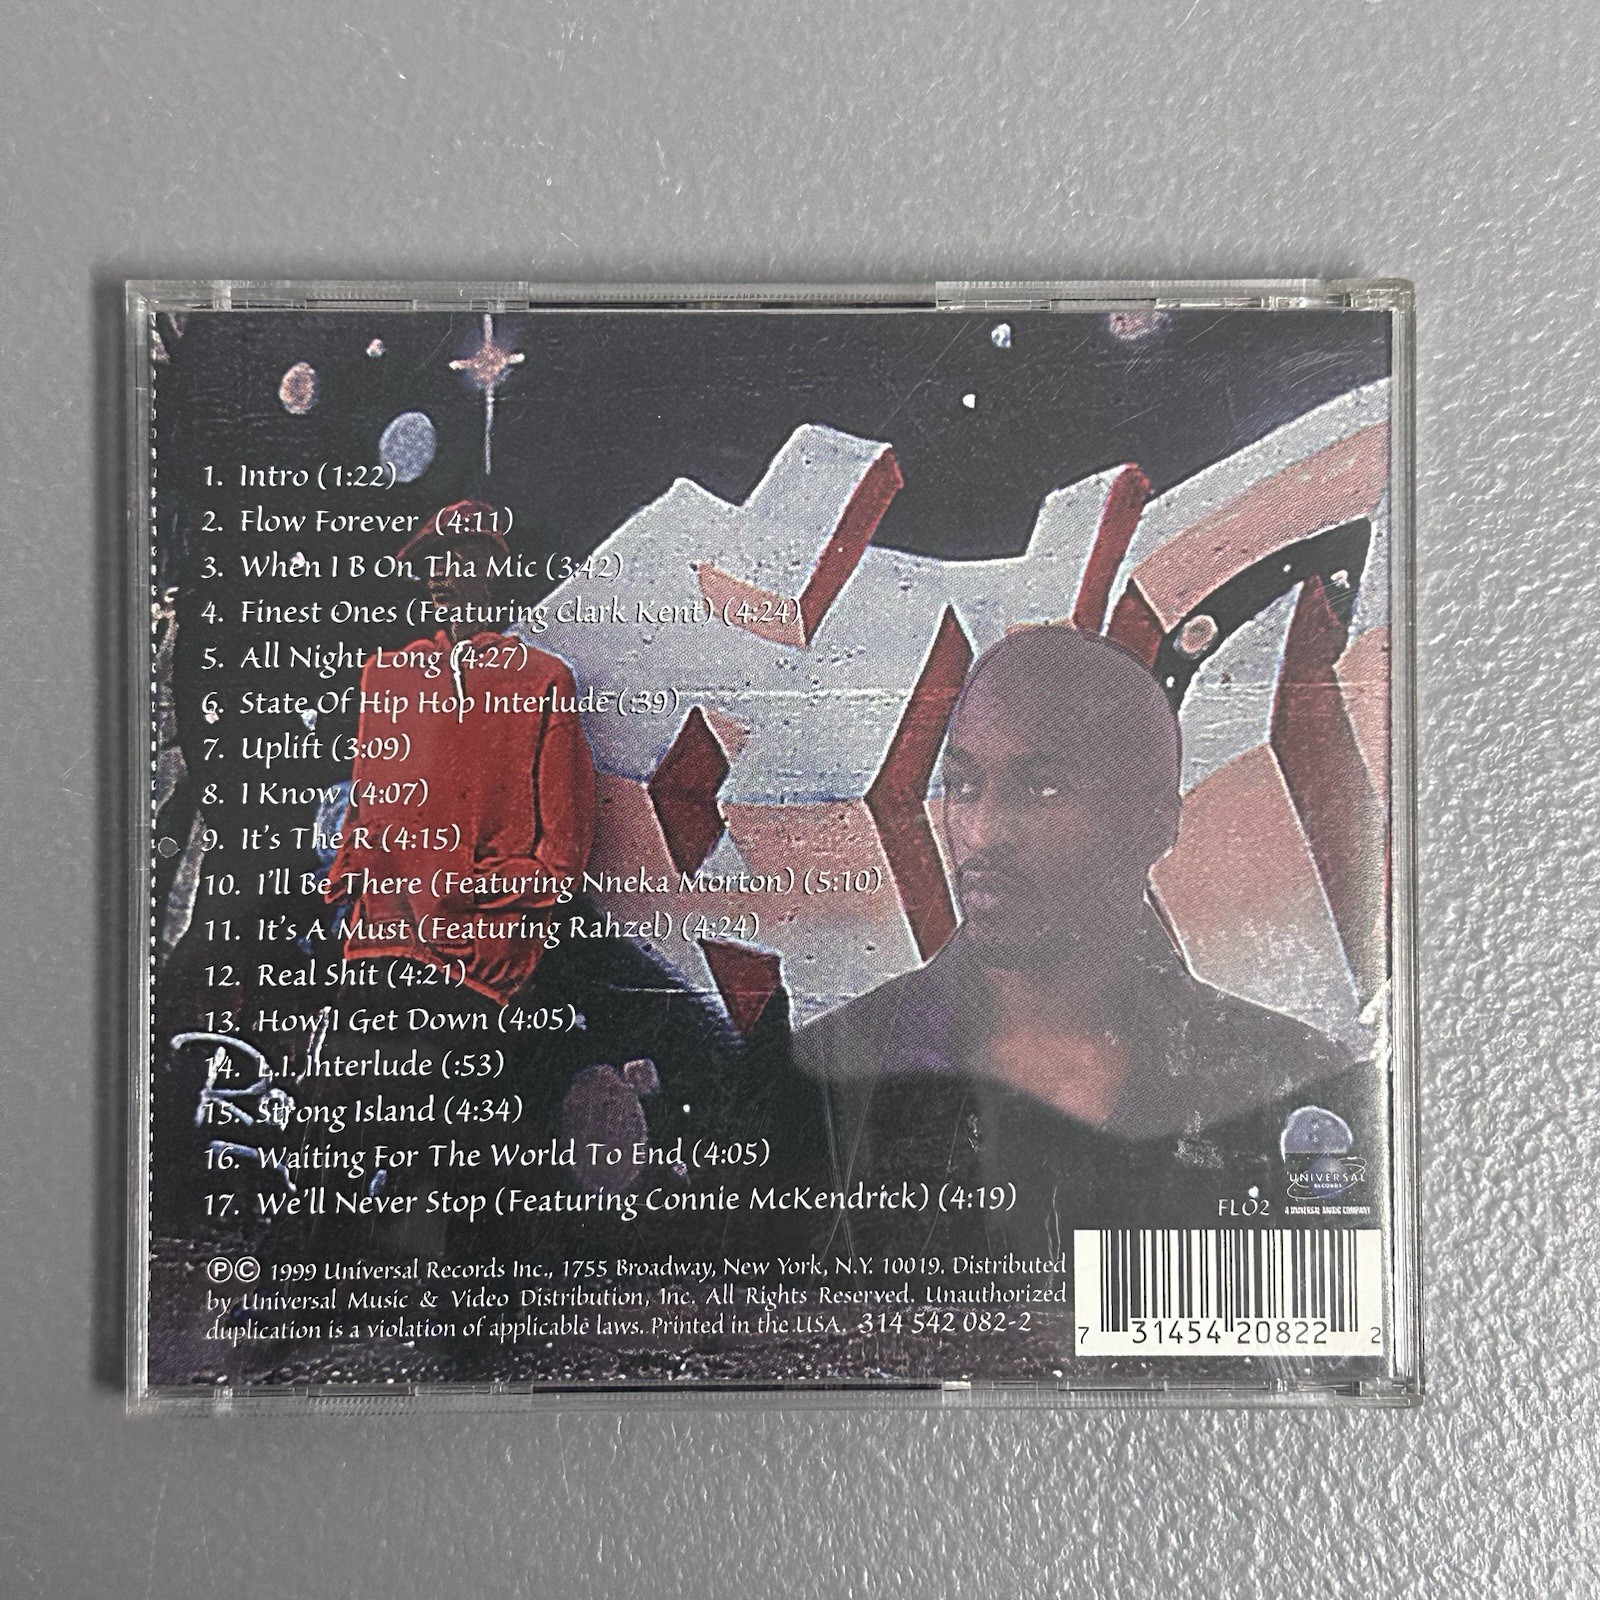 1. Intro (1:22)
2. Flow Forever (4:11)
3. When I B On Tha Mic (3:42)
4. Finest Ones (Featuring Clark Kent) (4:24)
5. All Night Long (4:27)
6. State Of Hip Hop Interlude (:39)
7. Uplift (3:09)
8. I Know (4:07)
9. It's The R (4:15)
10. I'll Be There (Featuring Nneka Morton) (5:10)
11. It's A Must (Featuring Rahzel) (4:24)
12. Real Shit (4:21)
13. How I Get Down (4:05)
14. L.I. Interlude (:53)
15. Strong Island (4:34)
16. Waiting For The World To End (4:05)
17. We'll Never Stop (Featuring Connie McKendrick) (4:19)
FLO2
UNIVERSAL
RECORDS
A UNIVERSAL MUSIC COMPANY
℗© 1999 Universal Records Inc., 1755 Broadway, New York, N.Y. 10019. Distributed
by Universal Music & Video Distribution, Inc. All Rights Reserved. Unauthorized
duplication is a violation of applicable laws. Printed in the USA. 314 542 082-2
7 31454 20822 2